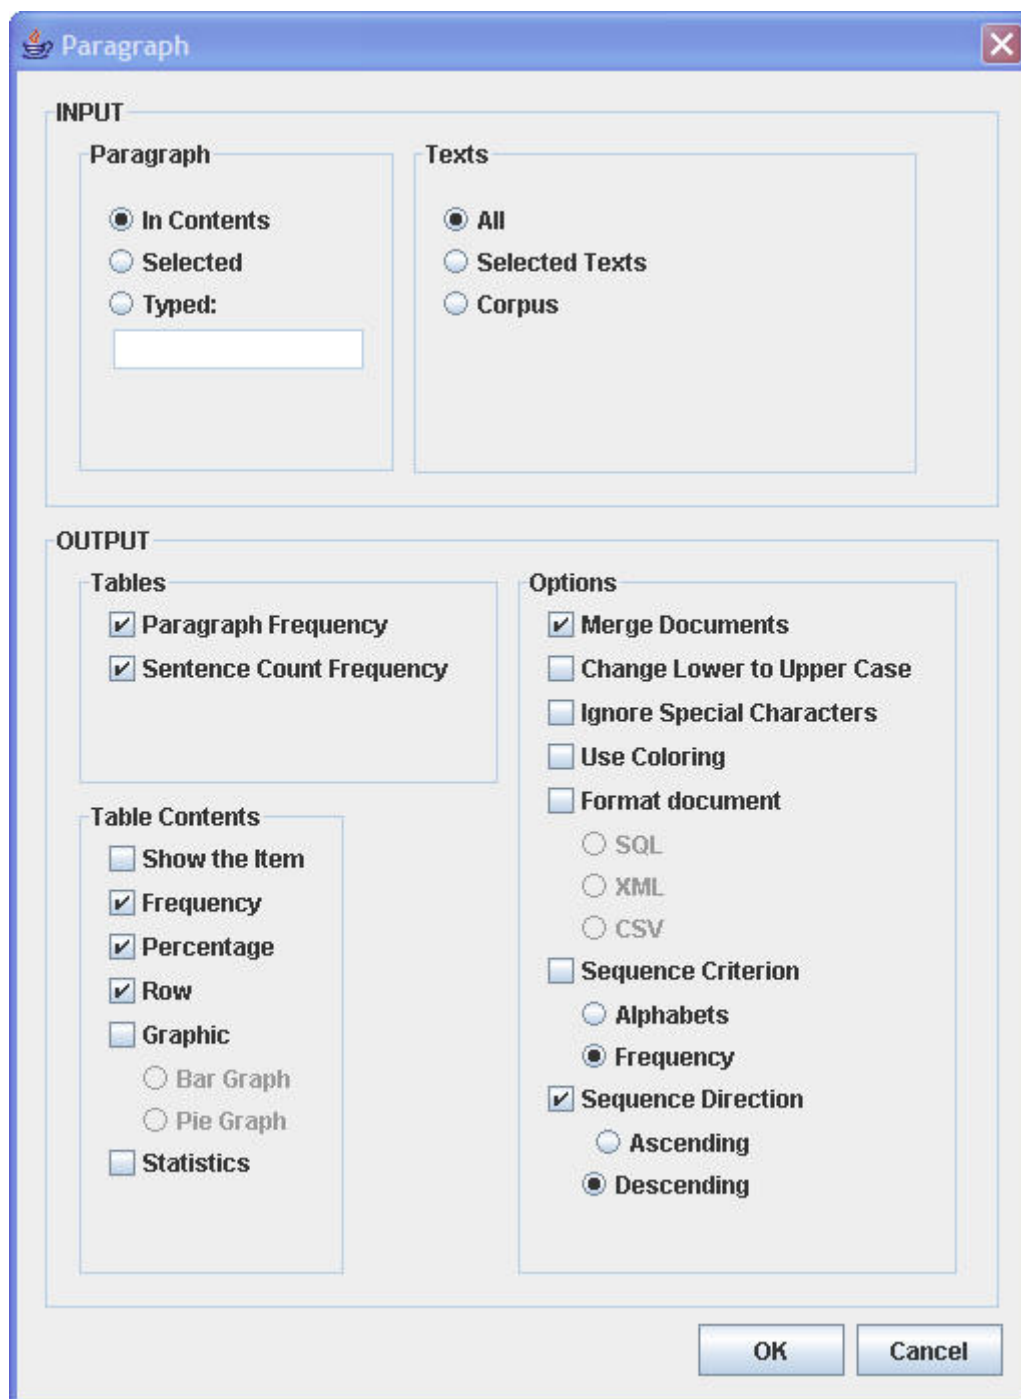 Paragraph
INPUT
Paragraph
In Contents
Selected
Typed:
Texts
All
Selected Texts
Corpus
OUTPUT
Tables
Paragraph Frequency
Sentence Count Frequency
Table Contents
Show the Item
Frequency
Percentage
Row
Graphic
Bar Graph
Pie Graph
Statistics
Options
Merge Documents
Change Lower to Upper Case
Ignore Special Characters
Use Coloring
Format document
SQL
XML
CSV
Sequence Criterion
Alphabets
Frequency
Sequence Direction
Ascending
Descending
OK
Cancel